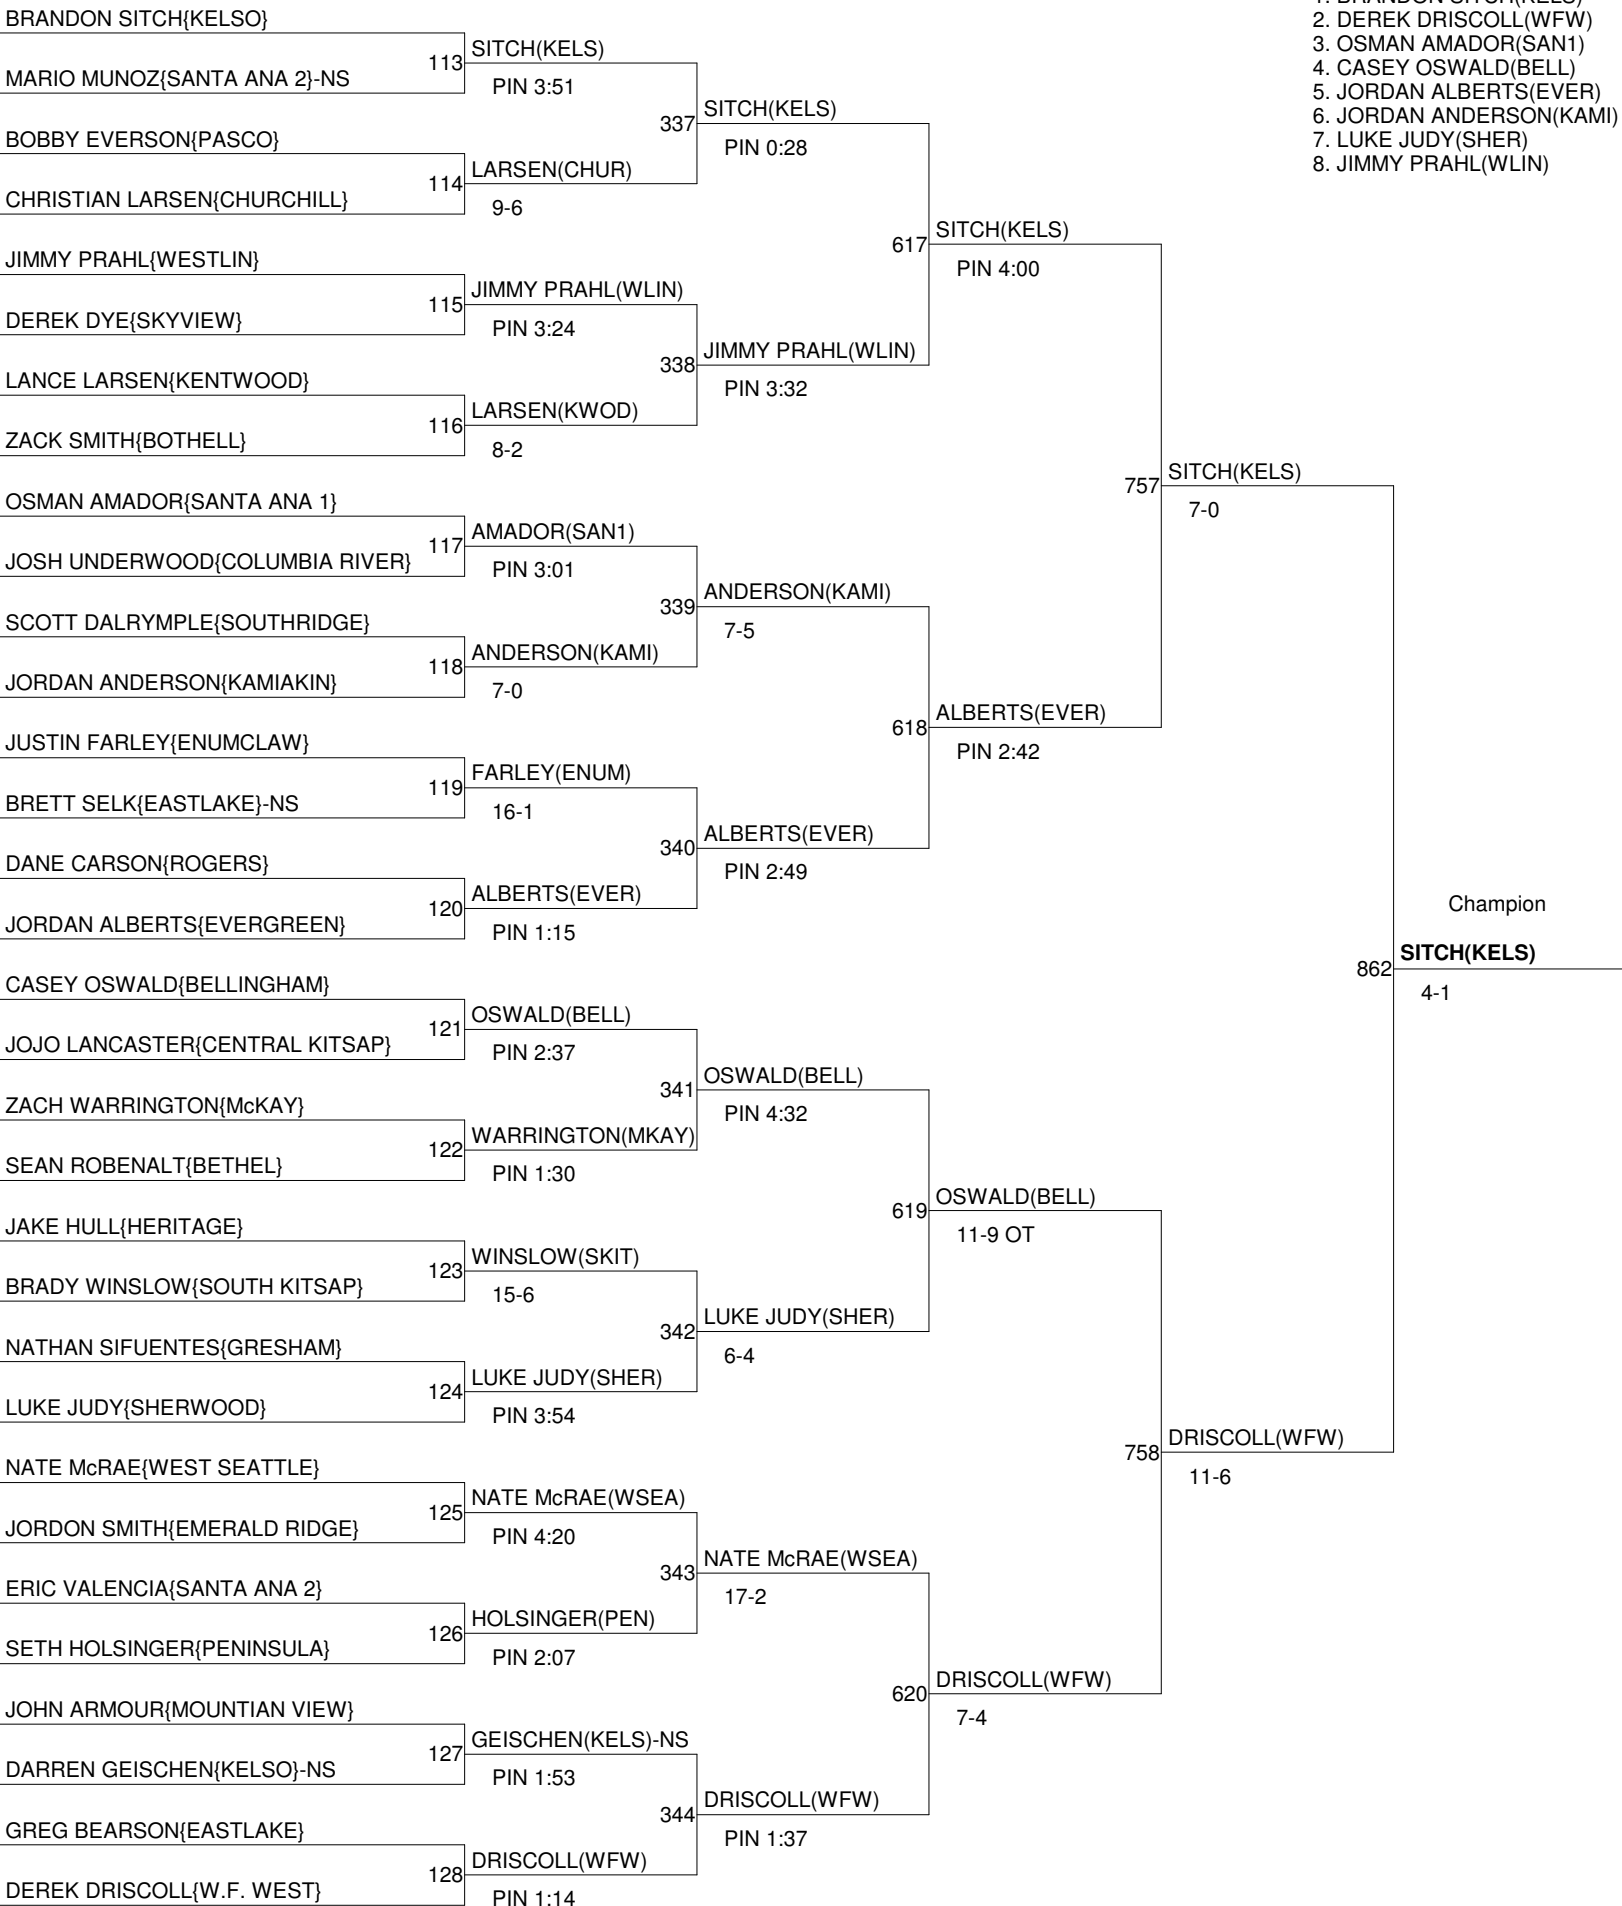 1. BRANDON SITCH(KELS)
2. DEREK DRISCOLL(WFW)
3. OSMAN AMADOR(SAN1)
4. CASEY OSWALD(BELL)
5. JORDAN ALBERTS(EVER)
6. JORDAN ANDERSON(KAMI)
7. LUKE JUDY(SHER)
8. JIMMY PRAHL(WLIN)
BRANDON SITCH{KELSO}
MARIO MUNOZ{SANTA ANA 2}-NS
BOBBY EVERSON{PASCO}
CHRISTIAN LARSEN{CHURCHILL}
JIMMY PRAHL{WESTLIN}
DEREK DYE{SKYVIEW}
LANCE LARSEN{KENTWOOD}
ZACK SMITH{BOTHELL}
OSMAN AMADOR{SANTA ANA 1}
JOSH UNDERWOOD{COLUMBIA RIVER}
SCOTT DALRYMPLE{SOUTHRIDGE}
JORDAN ANDERSON{KAMIAKIN}
JUSTIN FARLEY{ENUMCLAW}
BRETT SELK{EASTLAKE}-NS
DANE CARSON{ROGERS}
JORDAN ALBERTS{EVERGREEN}
CASEY OSWALD{BELLINGHAM}
JOJO LANCASTER{CENTRAL KITSAP}
ZACH WARRINGTON{McKAY}
SEAN ROBENALT{BETHEL}
JAKE HULL{HERITAGE}
BRADY WINSLOW{SOUTH KITSAP}
NATHAN SIFUENTES{GRESHAM}
LUKE JUDY{SHERWOOD}
NATE McRAE{WEST SEATTLE}
JORDON SMITH{EMERALD RIDGE}
ERIC VALENCIA{SANTA ANA 2}
SETH HOLSINGER{PENINSULA}
JOHN ARMOUR{MOUNTIAN VIEW}
DARREN GEISCHEN{KELSO}-NS
GREG BEARSON{EASTLAKE}
DEREK DRISCOLL{W.F. WEST}
113 SITCH(KELS)
PIN 3:51
114 LARSEN(CHUR)
9-6
115 JIMMY PRAHL(WLIN)
PIN 3:24
116 LARSEN(KWOD)
8-2
117 AMADOR(SAN1)
PIN 3:01
118 ANDERSON(KAMI)
7-0
119 FARLEY(ENUM)
16-1
120 ALBERTS(EVER)
PIN 1:15
121 OSWALD(BELL)
PIN 2:37
122 WARRINGTON(MKAY)
PIN 1:30
123 WINSLOW(SKIT)
15-6
124 LUKE JUDY(SHER)
PIN 3:54
125 NATE McRAE(WSEA)
PIN 4:20
126 HOLSINGER(PEN)
PIN 2:07
127 GEISCHEN(KELS)-NS
PIN 1:53
128 DRISCOLL(WFW)
PIN 1:14
337 SITCH(KELS)
PIN 0:28
338 JIMMY PRAHL(WLIN)
PIN 3:32
339 ANDERSON(KAMI)
7-5
340 ALBERTS(EVER)
PIN 2:49
341 OSWALD(BELL)
PIN 4:32
342 LUKE JUDY(SHER)
6-4
343 NATE McRAE(WSEA)
17-2
344 DRISCOLL(WFW)
PIN 1:37
617 SITCH(KELS)
PIN 4:00
618 ALBERTS(EVER)
PIN 2:42
619 OSWALD(BELL)
11-9 OT
620 DRISCOLL(WFW)
7-4
757 SITCH(KELS)
7-0
758 DRISCOLL(WFW)
11-6
Champion
862 SITCH(KELS)
4-1